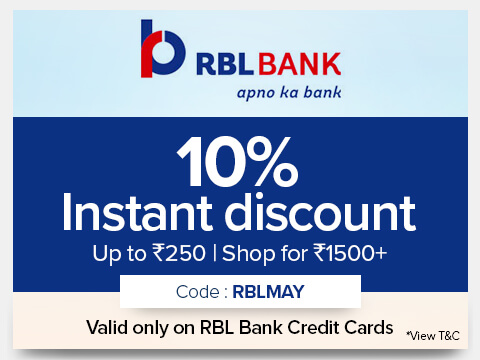 RBL BANK
apno ka bank
10%
Instant discount
Up to ₹250 | Shop for ₹1500+
Code : RBLMAY
Valid only on RBL Bank Credit Cards
*View T&C